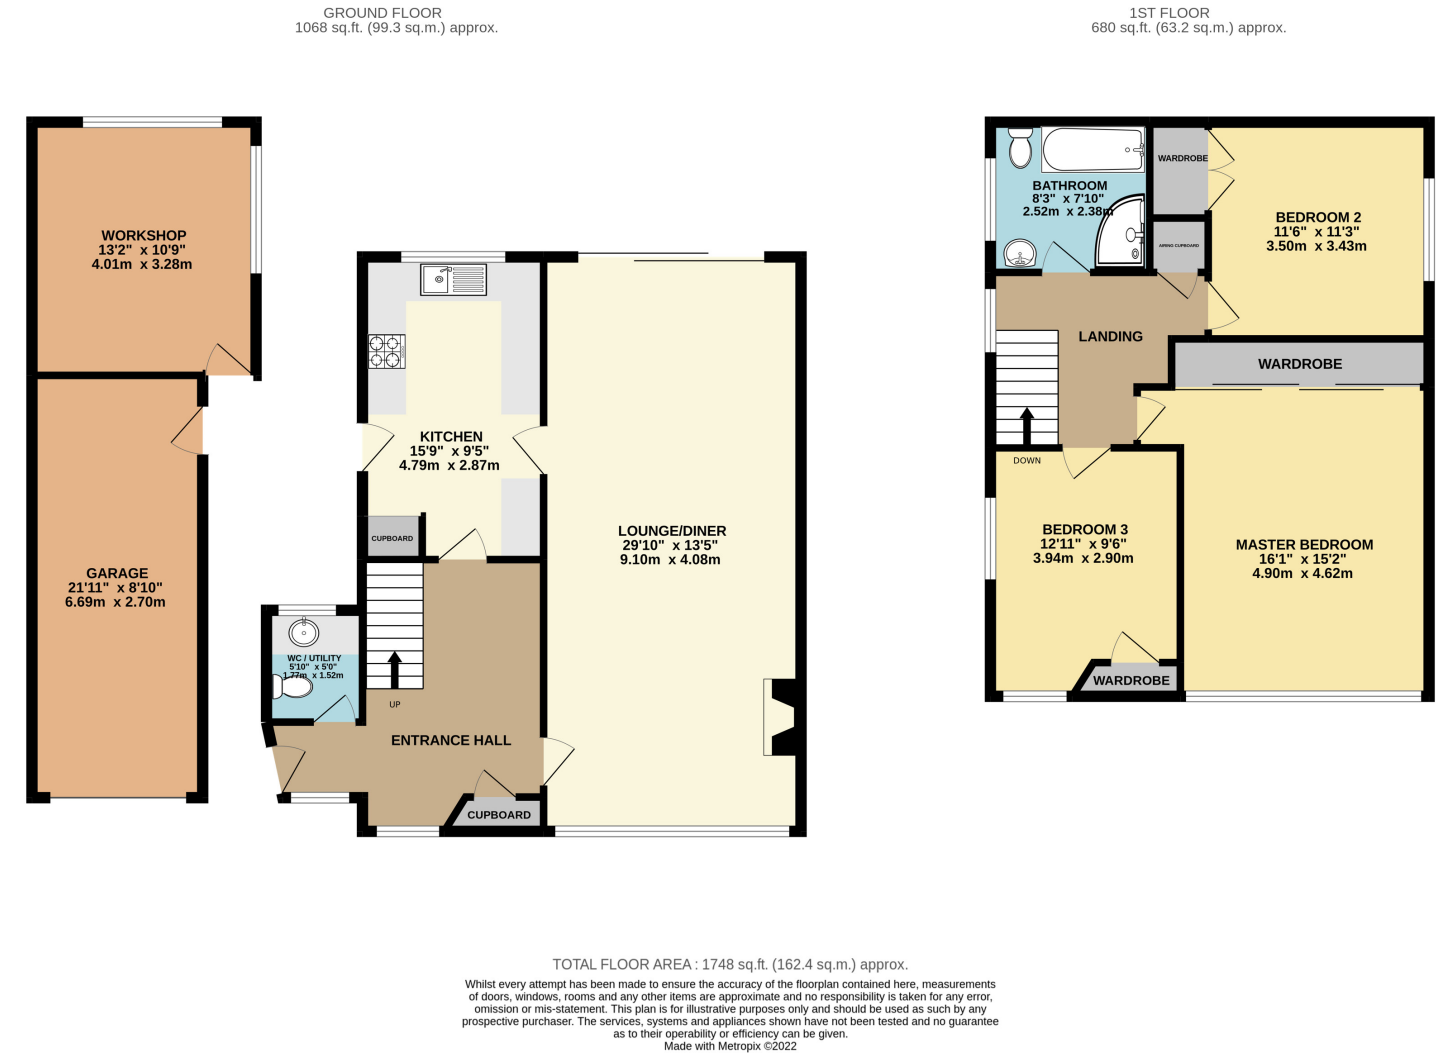 GROUND FLOOR
1068 sq.ft. (99.3 sq.m.) approx.
1ST FLOOR
680 sq.ft. (63.2 sq.m.) approx.
WORKSHOP
13'2" x 10'9"
4.01m x 3.28m
GARAGE
21'11" x 8'10"
6.69m x 2.70m
KITCHEN
15'9" x 9'5"
4.79m x 2.87m
CUPBOARD
LOUNGE/DINER
29'10" x 13'5"
9.10m x 4.08m
WC / UTILITY
5'10" x 5'0"
1.77m x 1.52m
UP
ENTRANCE HALL
CUPBOARD
BATHROOM
8'3" x 7'10"
2.52m x 2.38m
WARDROBE
AIRING CUPBOARD
BEDROOM 2
11'6" x 11'3"
3.50m x 3.43m
LANDING
WARDROBE
DOWN
BEDROOM 3
12'11" x 9'6"
3.94m x 2.90m
MASTER BEDROOM
16'1" x 15'2"
4.90m x 4.62m
WARDROBE
TOTAL FLOOR AREA : 1748 sq.ft. (162.4 sq.m.) approx.
Whilst every attempt has been made to ensure the accuracy of the floorplan contained here, measurements
of doors, windows, rooms and any other items are approximate and no responsibility is taken for any error,
omission or mis-statement. This plan is for illustrative purposes only and should be used as such by any
prospective purchaser. The services, systems and appliances shown have not been tested and no guarantee
as to their operability or efficiency can be given.
Made with Metropix ©2022